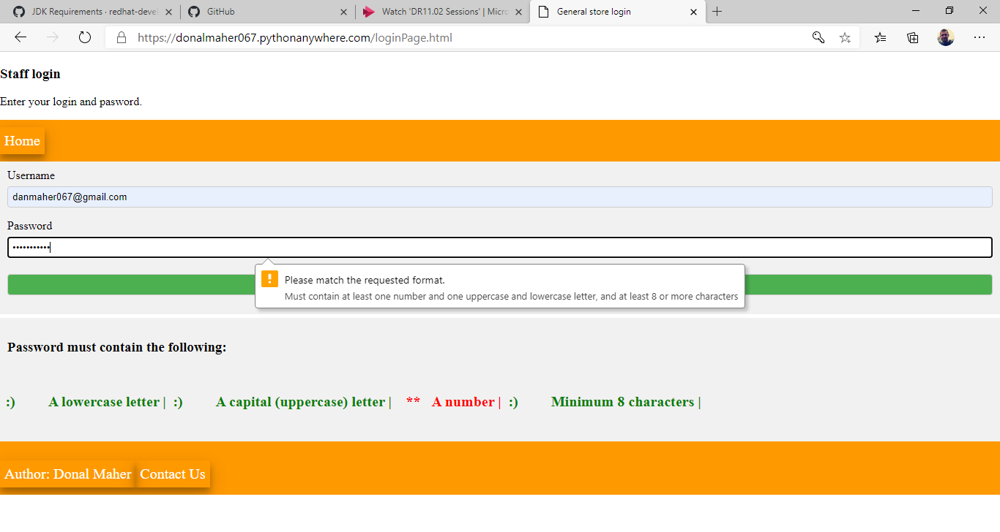 JDK Requirements · redhat-deve
GitHub
Watch 'DR11.02 Sessions' | Micro
General store login
https://donalmaher067.pythonanywhere.com/loginPage.html
Staff login
Enter your login and pasword.
Home
Username
danmaher067@gmail.com
Password
•••••••••••
Please match the requested format.
Must contain at least one number and one uppercase and lowercase letter, and at least 8 or more characters
Password must contain the following:
:) A lowercase letter | :) A capital (uppercase) letter | ** A number | :) Minimum 8 characters |
Author: Donal Maher Contact Us